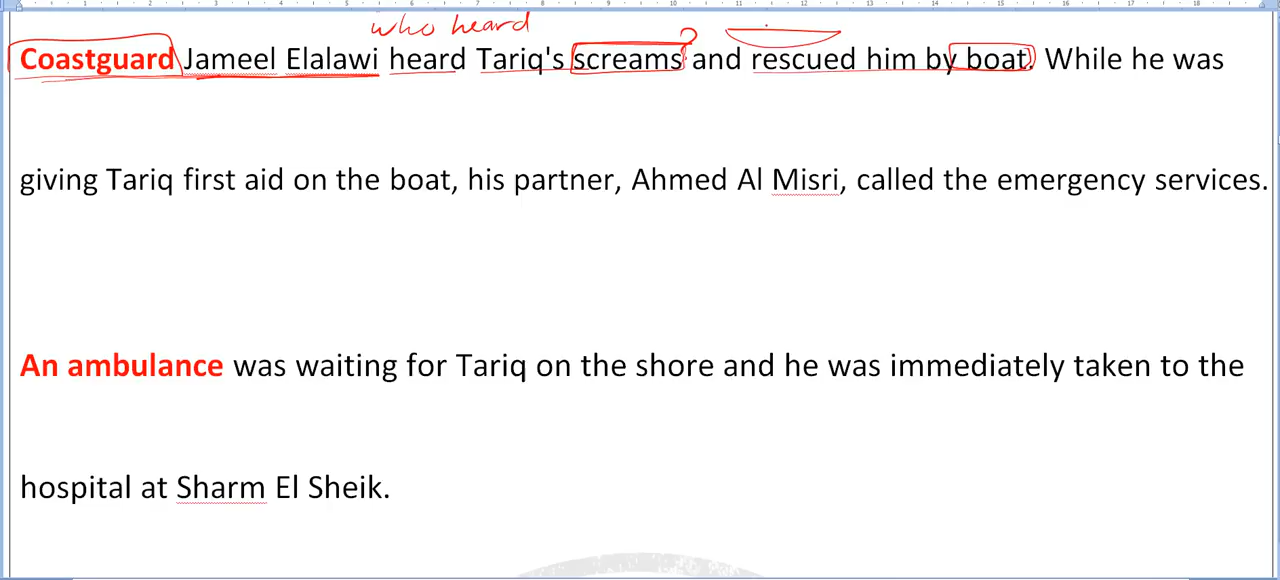 who heard
Coastguard Jameel Elalawi heard Tariq's screams and rescued him by boat. While he was
giving Tariq first aid on the boat, his partner, Ahmed Al Misri, called the emergency services.
An ambulance was waiting for Tariq on the shore and he was immediately taken to the
hospital at Sharm El Sheik.